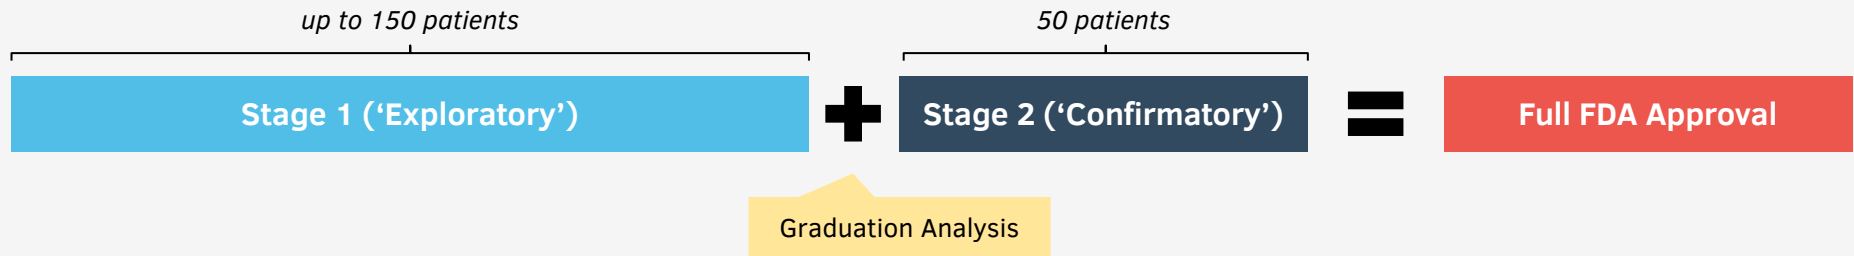 up to 150 patients
50 patients
Stage 1 (‘Exploratory’)
Stage 2 (‘Confirmatory’)
Full FDA Approval
Graduation Analysis